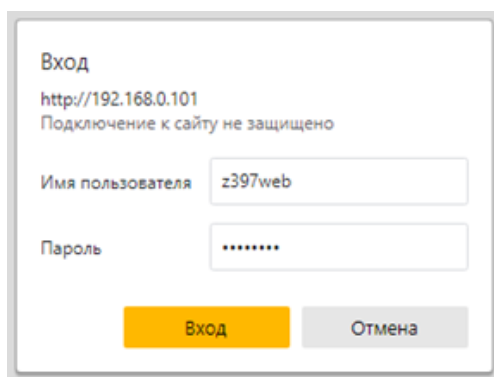 Вход
http://192.168.0.101
Подключение к сайту не защищено
Имя пользователя z397web
Пароль ••••••••
Вход Отмена